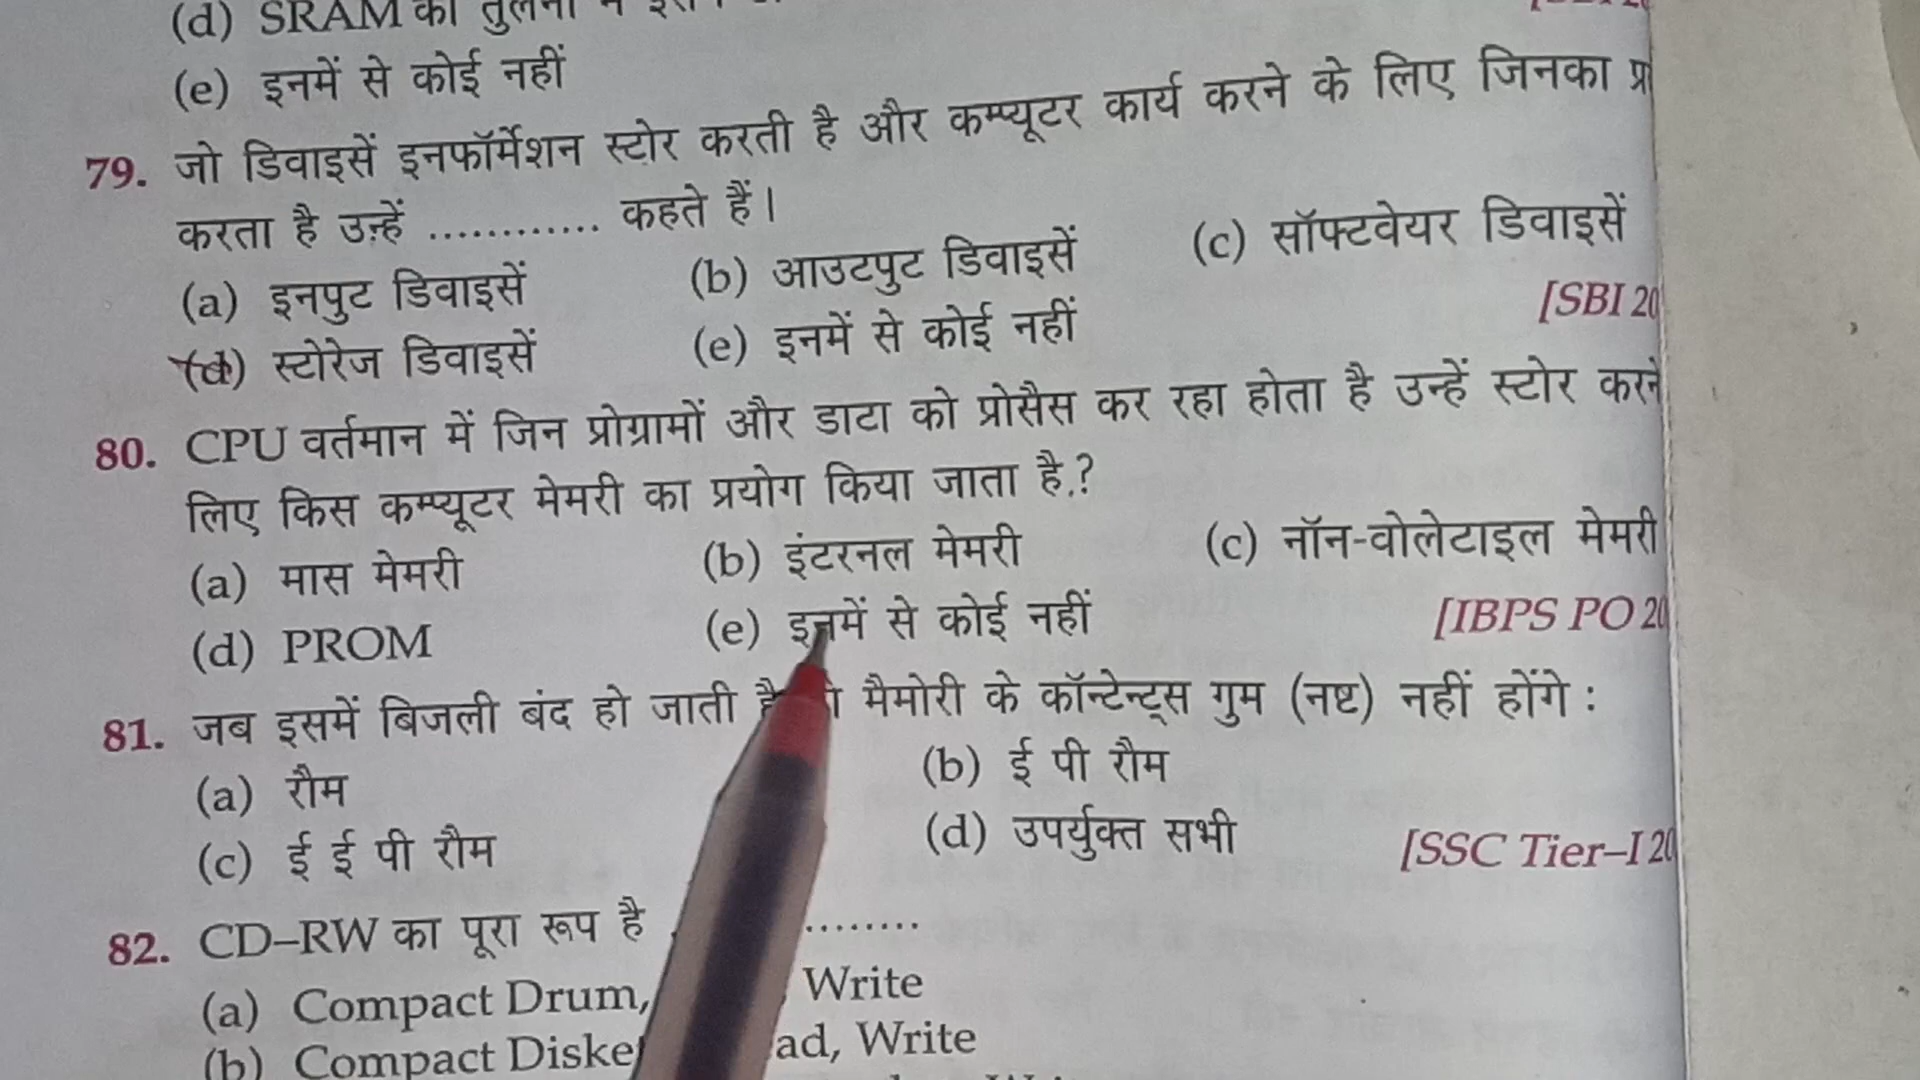 (d) SRAM की तुलना
(e) इनमें से कोई नहीं
79. जो डिवाइसें इनफॉर्मेशन स्टोर करती है और कम्प्यूटर कार्य करने के लिए जिनका
करता है उन्हें ............ कहते हैं।
(a) इनपुट डिवाइसें (b) आउटपुट डिवाइसें (c) सॉफ्टवेयर डिवाइसें
(d) स्टोरेज डिवाइसें (e) इनमें से कोई नहीं [SBI 20
80. CPU वर्तमान में जिन प्रोग्रामों और डाटा को प्रोसैस कर रहा होता है उन्हें स्टोर करने
लिए किस कम्प्यूटर मेमरी का प्रयोग किया जाता है?
(a) मास मेमरी (b) इंटरनल मेमरी (c) नॉन-वोलेटाइल मेमरी
(d) PROM (e) इनमें से कोई नहीं [IBPS PO 20
81. जब इसमें बिजली बंद हो जाती है मैमोरी के कॉन्टेन्ट्स गुम (नष्ट) नहीं होंगे :
(a) रौम (b) ई पी रौम
(c) ई ई पी रौम (d) उपर्युक्त सभी [SSC Tier–I 20
82. CD–RW का पूरा रूप है ........
(a) Compact Drum, Write
(b) Compact Write